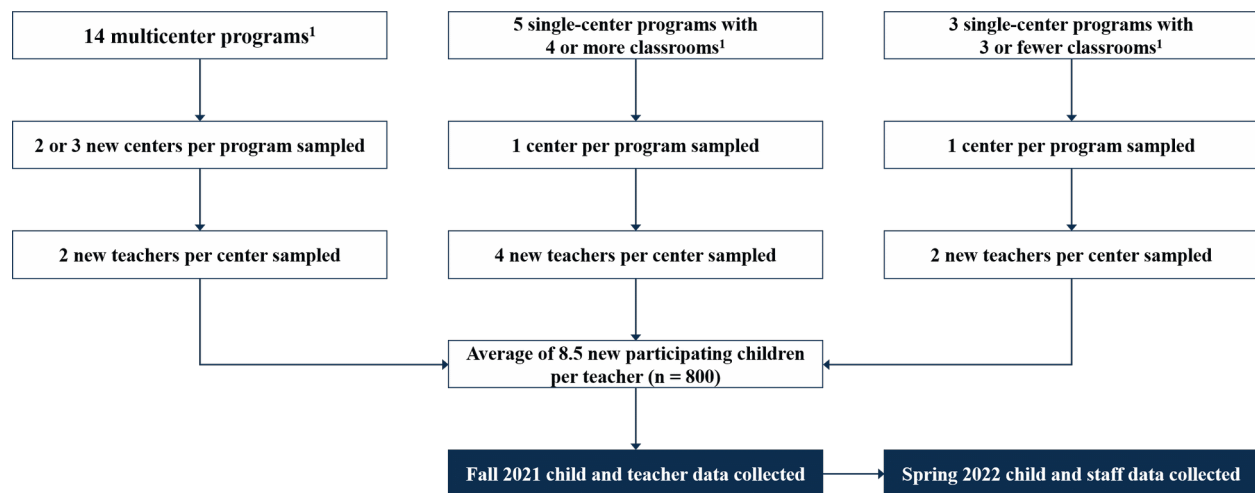 14 multicenter programs¹
5 single-center programs with
4 or more classrooms¹
3 single-center programs with
3 or fewer classrooms¹
2 or 3 new centers per program sampled
1 center per program sampled
1 center per program sampled
2 new teachers per center sampled
4 new teachers per center sampled
2 new teachers per center sampled
Average of 8.5 new participating children
per teacher (n = 800)
Fall 2021 child and teacher data collected
Spring 2022 child and staff data collected